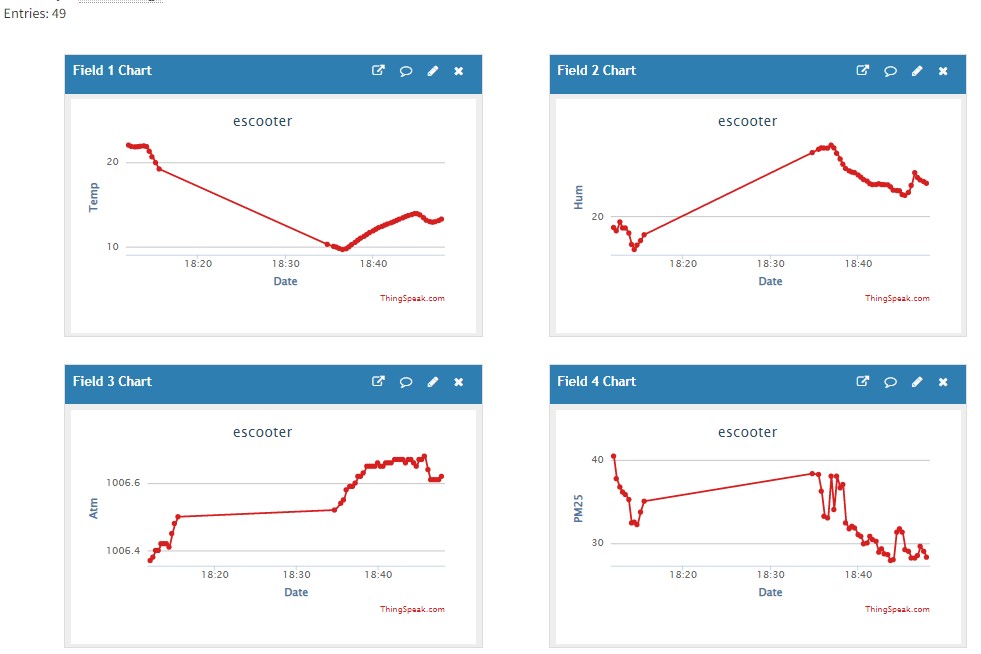 Entries: 49
Field 1 Chart
escooter
Temp
20
10
18:20 18:30 18:40
Date
ThingSpeak.com
Field 2 Chart
escooter
Hum
20
18:20 18:30 18:40
Date
ThingSpeak.com
Field 3 Chart
escooter
Atm
1006.6
1006.4
18:20 18:30 18:40
Date
ThingSpeak.com
Field 4 Chart
escooter
PM25
40
30
18:20 18:30 18:40
Date
ThingSpeak.com